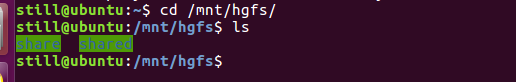 still@ubuntu:~$ cd /mnt/hgfs/
still@ubuntu:/mnt/hgfs$ ls
share  shared
still@ubuntu:/mnt/hgfs$